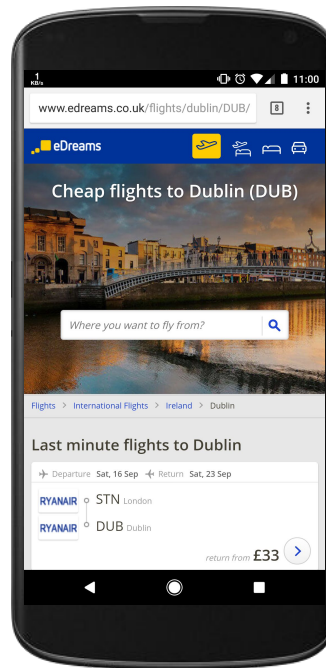 1
KB/s
11:00
www.edreams.co.uk/flights/dublin/DUB/
8
eDreams
Cheap flights to Dublin (DUB)
Where you want to fly from?
Flights > International Flights > Ireland > Dublin
Last minute flights to Dublin
Departure Sat, 16 Sep Return Sat, 23 Sep
RYANAIR STN London
RYANAIR DUB Dublin
return from £33